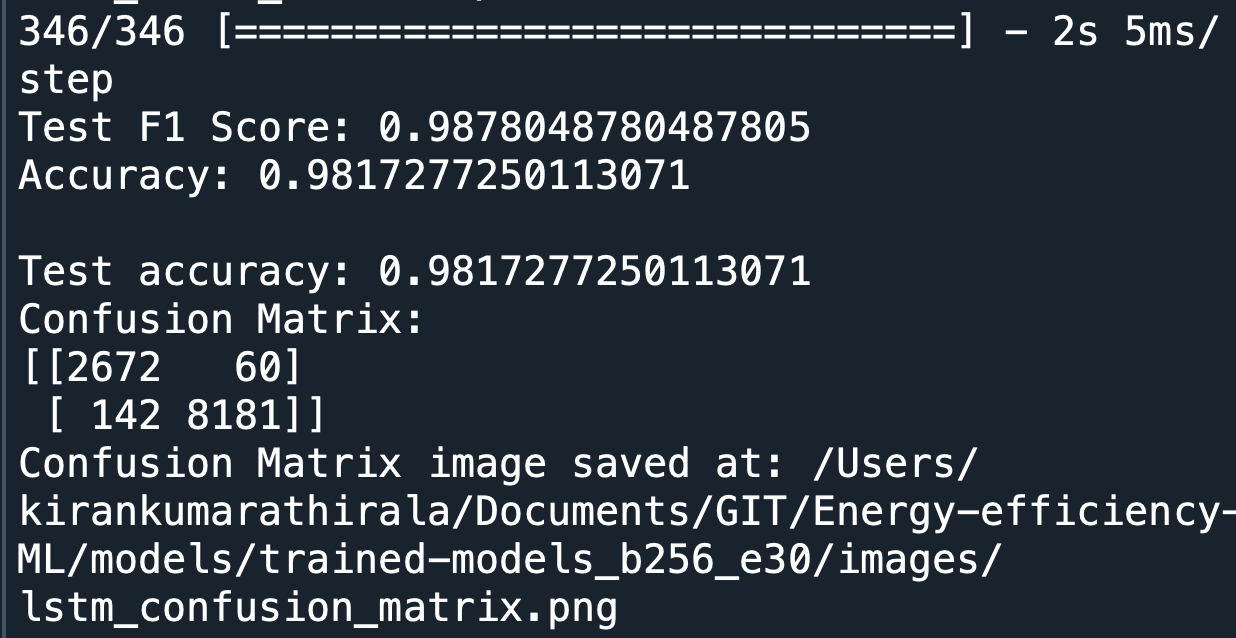 346/346 [==============================] - 2s 5ms/
step
Test F1 Score: 0.9878048780487805
Accuracy: 0.9817277250113071
Test accuracy: 0.9817277250113071
Confusion Matrix:
[[2672   60]
 [ 142 8181]]
Confusion Matrix image saved at: /Users/
kirankumarathirala/Documents/GIT/Energy-efficiency-
ML/models/trained-models_b256_e30/images/
lstm_confusion_matrix.png